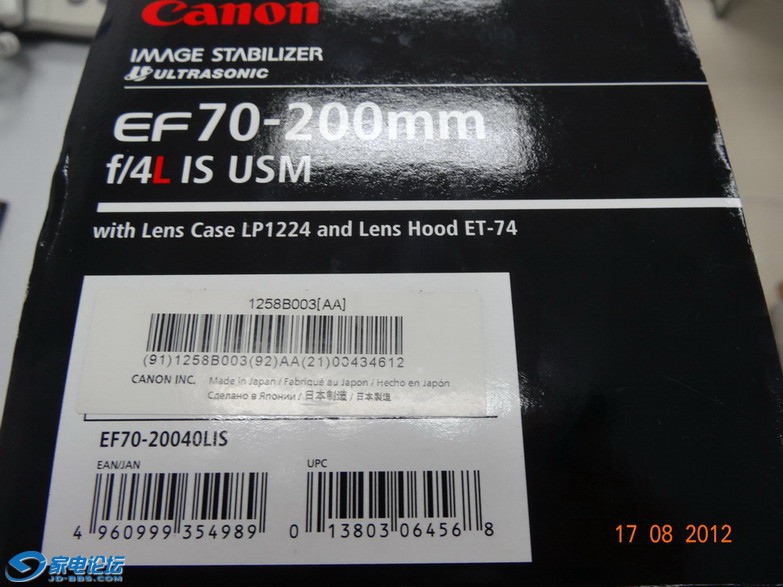 Canon
IMAGE STABILIZER
ULTRASONIC
EF70-200mm
f/4L IS USM
with Lens Case LP1224 and Lens Hood ET-74
1258B003[AA]
(91)1258B003(92)AA(21)00434612
CANON INC. Made in Japan / Fabriqué au Japon / Hecho en Japón
Сделано в Японии / 日本制造 / 日本製造
EF70-20040LIS
EAN/JAN UPC
4 960999 354989 0 13803 06456 8
17 08 2012
家电论坛
JD-BBS.COM